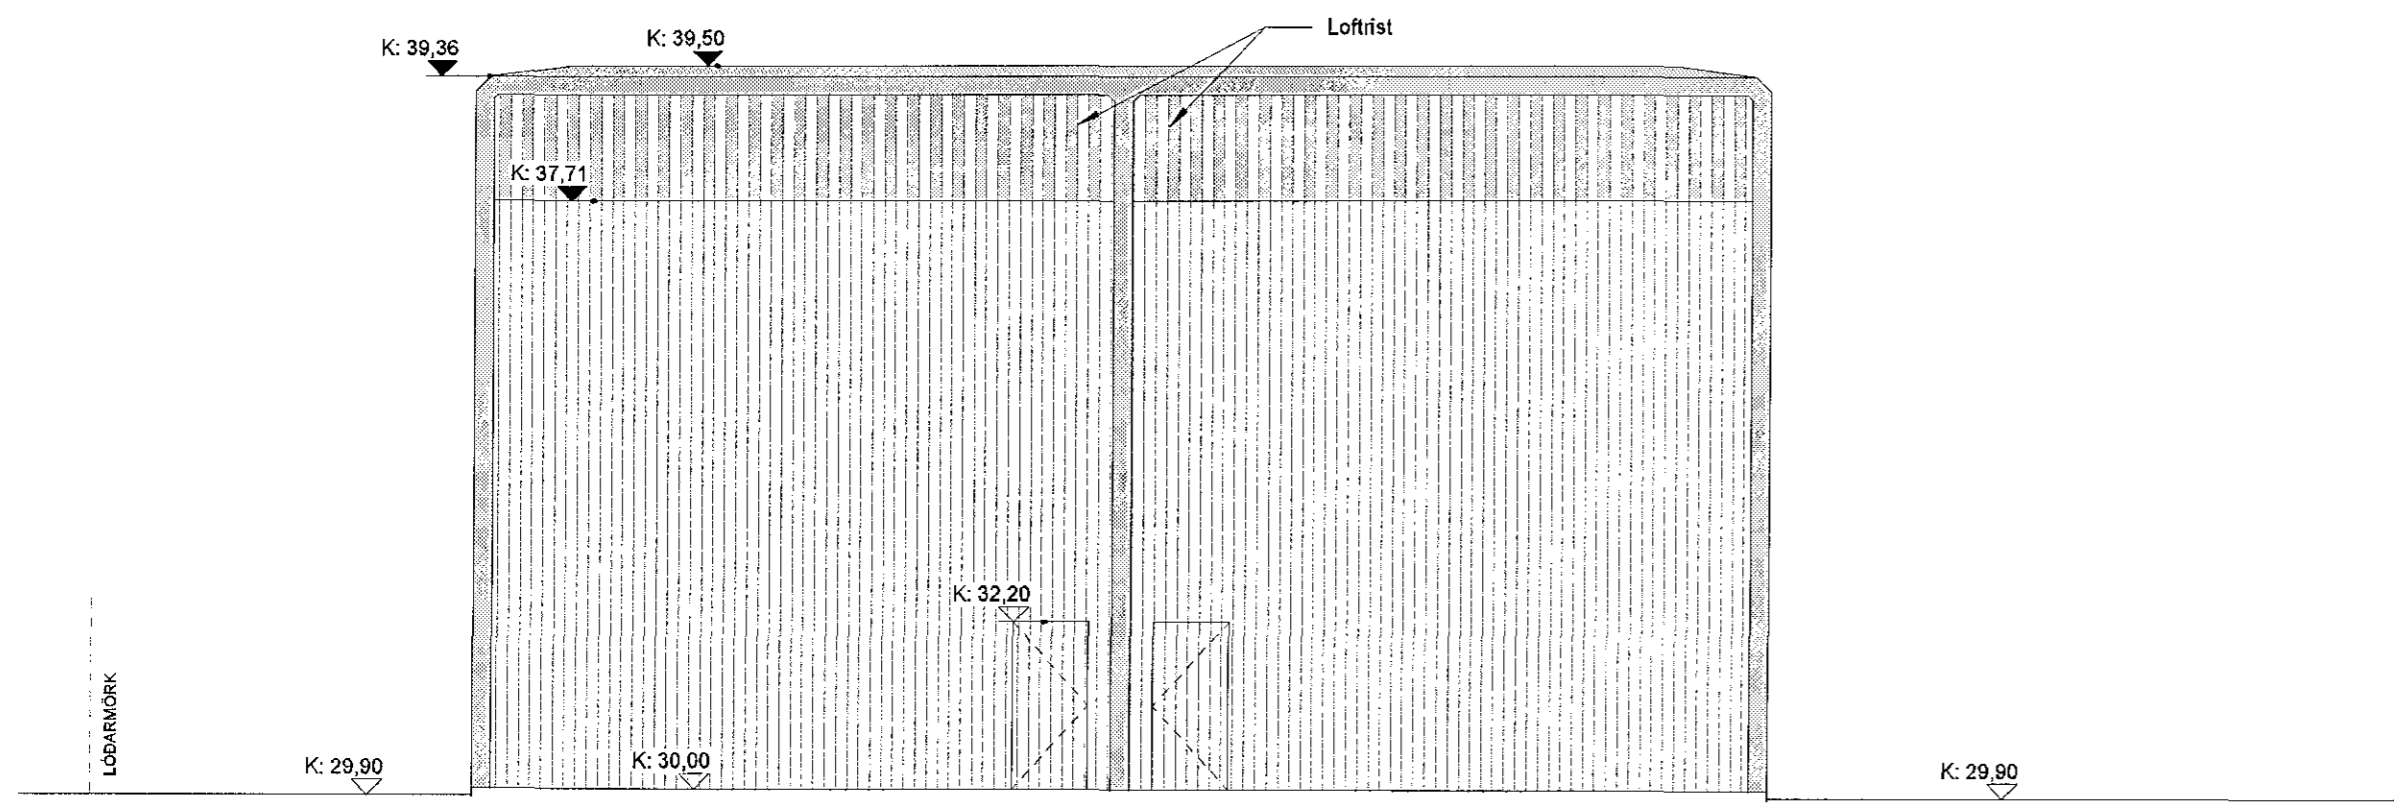 Loftrist
K: 39,50
K: 39,36
K: 37,71
K: 32,20
LÓÐARMÖRK
K: 30,00
K: 29,90
K: 29,90